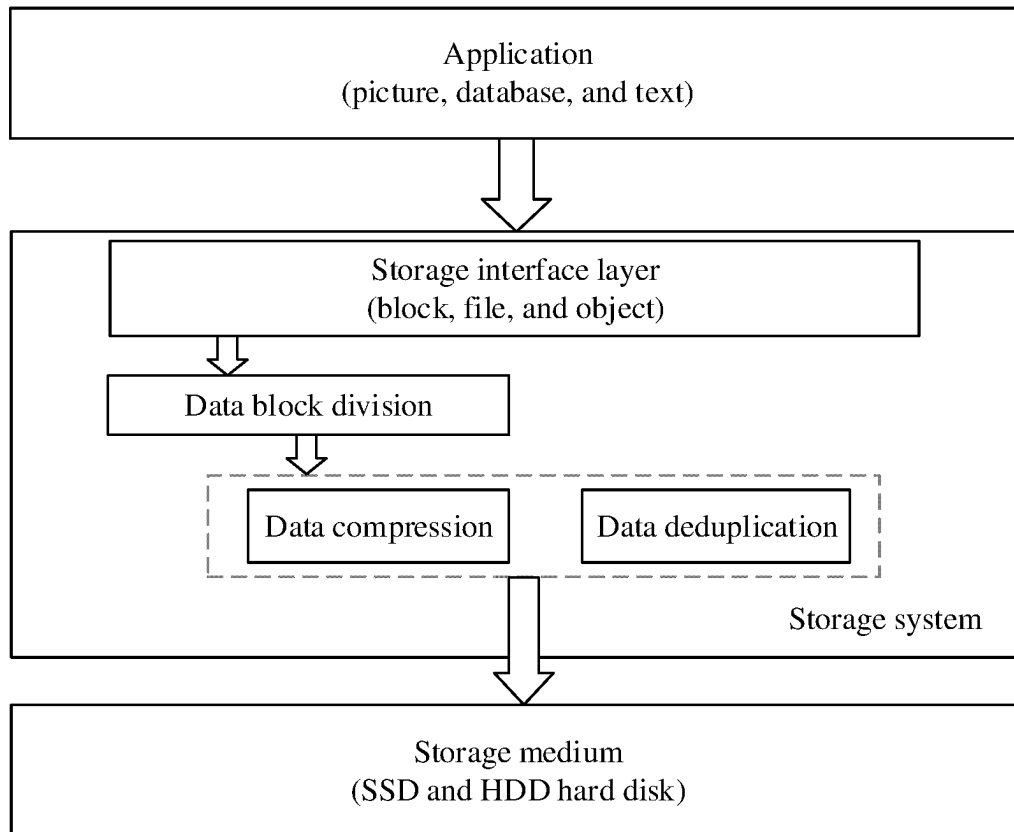 Application
(picture, database, and text)
Storage interface layer
(block, file, and object)
Data block division
Data compression
Data deduplication
Storage system
Storage medium
(SSD and HDD hard disk)